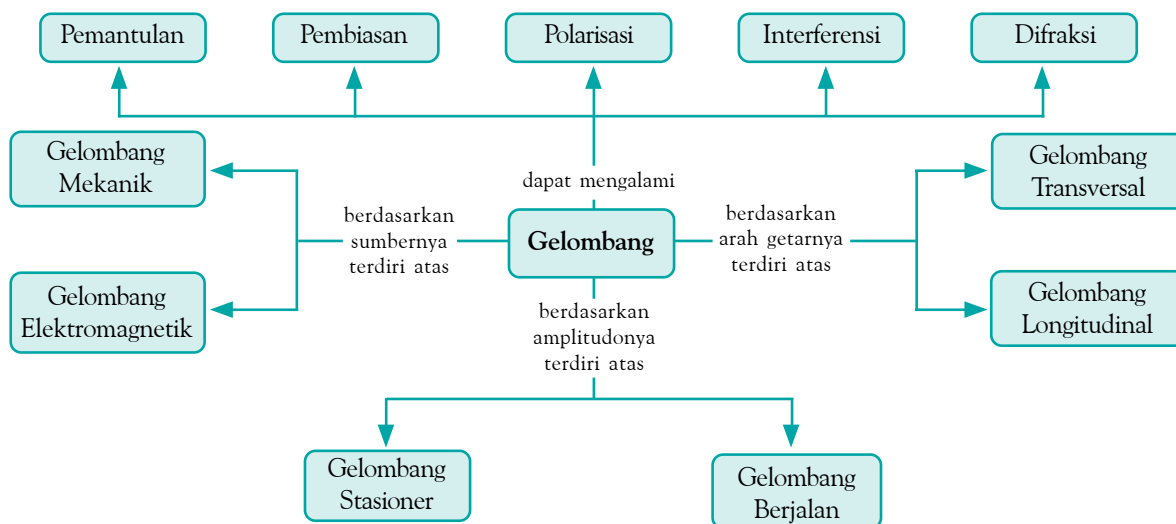 Pemantulan
Pembiasan
Polarisasi
Interferensi
Difraksi
Gelombang
Mekanik
dapat mengalami
Gelombang
Transversal
berdasarkan
sumbernya
terdiri atas
Gelombang
berdasarkan
arah getarnya
terdiri atas
Gelombang
Elektromagnetik
berdasarkan
amplitudonya
terdiri atas
Gelombang
Longitudinal
Gelombang
Stasioner
Gelombang
Berjalan